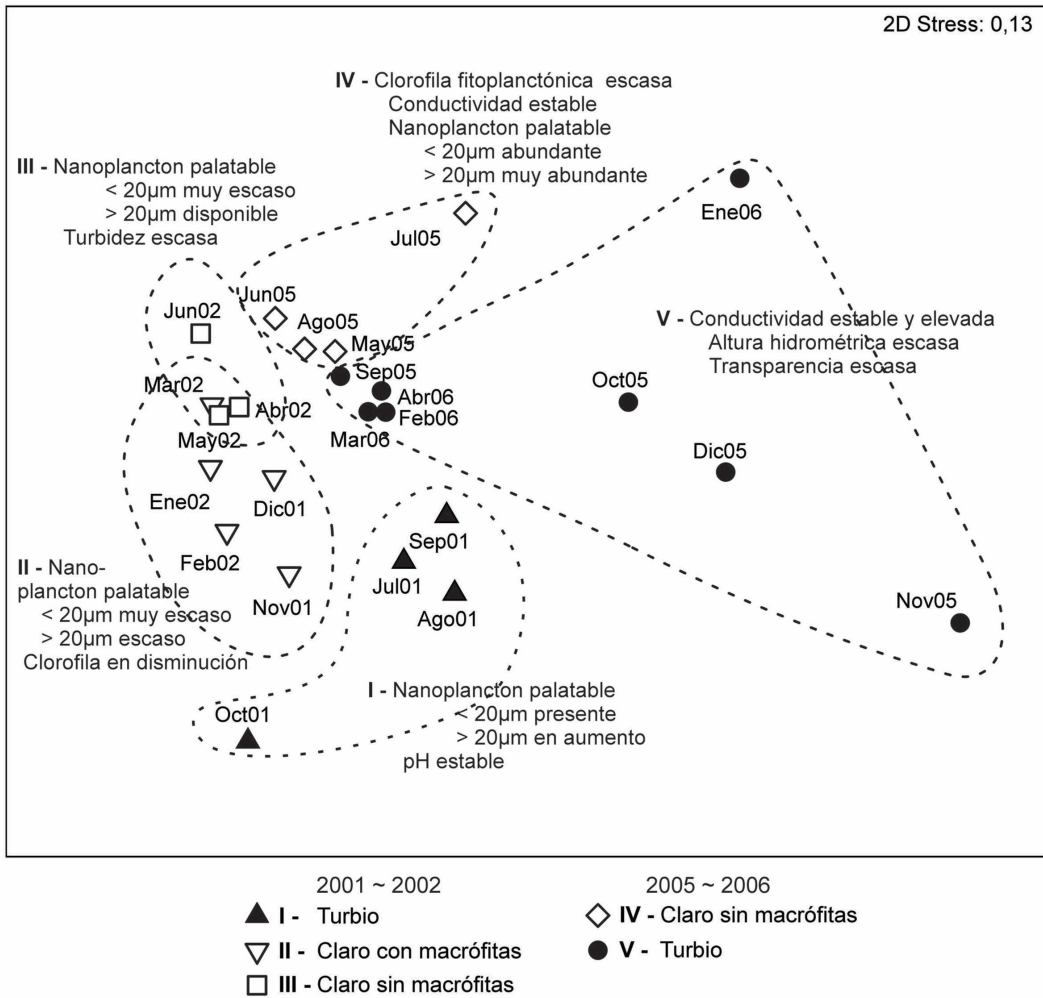 2D Stress: 0,13
IV - Clorofila fitoplanctónica escasa
Conductividad estable
Nanoplancton palatable
< 20µm abundante
> 20µm muy abundante
III - Nanoplancton palatable
< 20µm muy escaso
> 20µm disponible
Turbidez escasa
Ene06
Jul05
Jun05
Jun02
Ago05
May05
V - Conductividad estable y elevada
Altura hidrométrica escasa
Transparencia escasa
Sep05
Mar02
Abr06
Oct05
Abr02
Feb06
May02
Mar06
Dic05
Ene02
Dic01
Sep01
Feb02
Jul01
II - Nano-
plancton palatable
< 20µm muy escaso
> 20µm escaso
Clorofila en disminución
Nov01
Ago01
Nov05
I - Nanoplancton palatable
< 20µm presente
> 20µm en aumento
pH estable
Oct01
2001 ~ 2002
I - Turbio
II - Claro con macrófitas
III - Claro sin macrófitas
2005 ~ 2006
IV - Claro sin macrófitas
V - Turbio